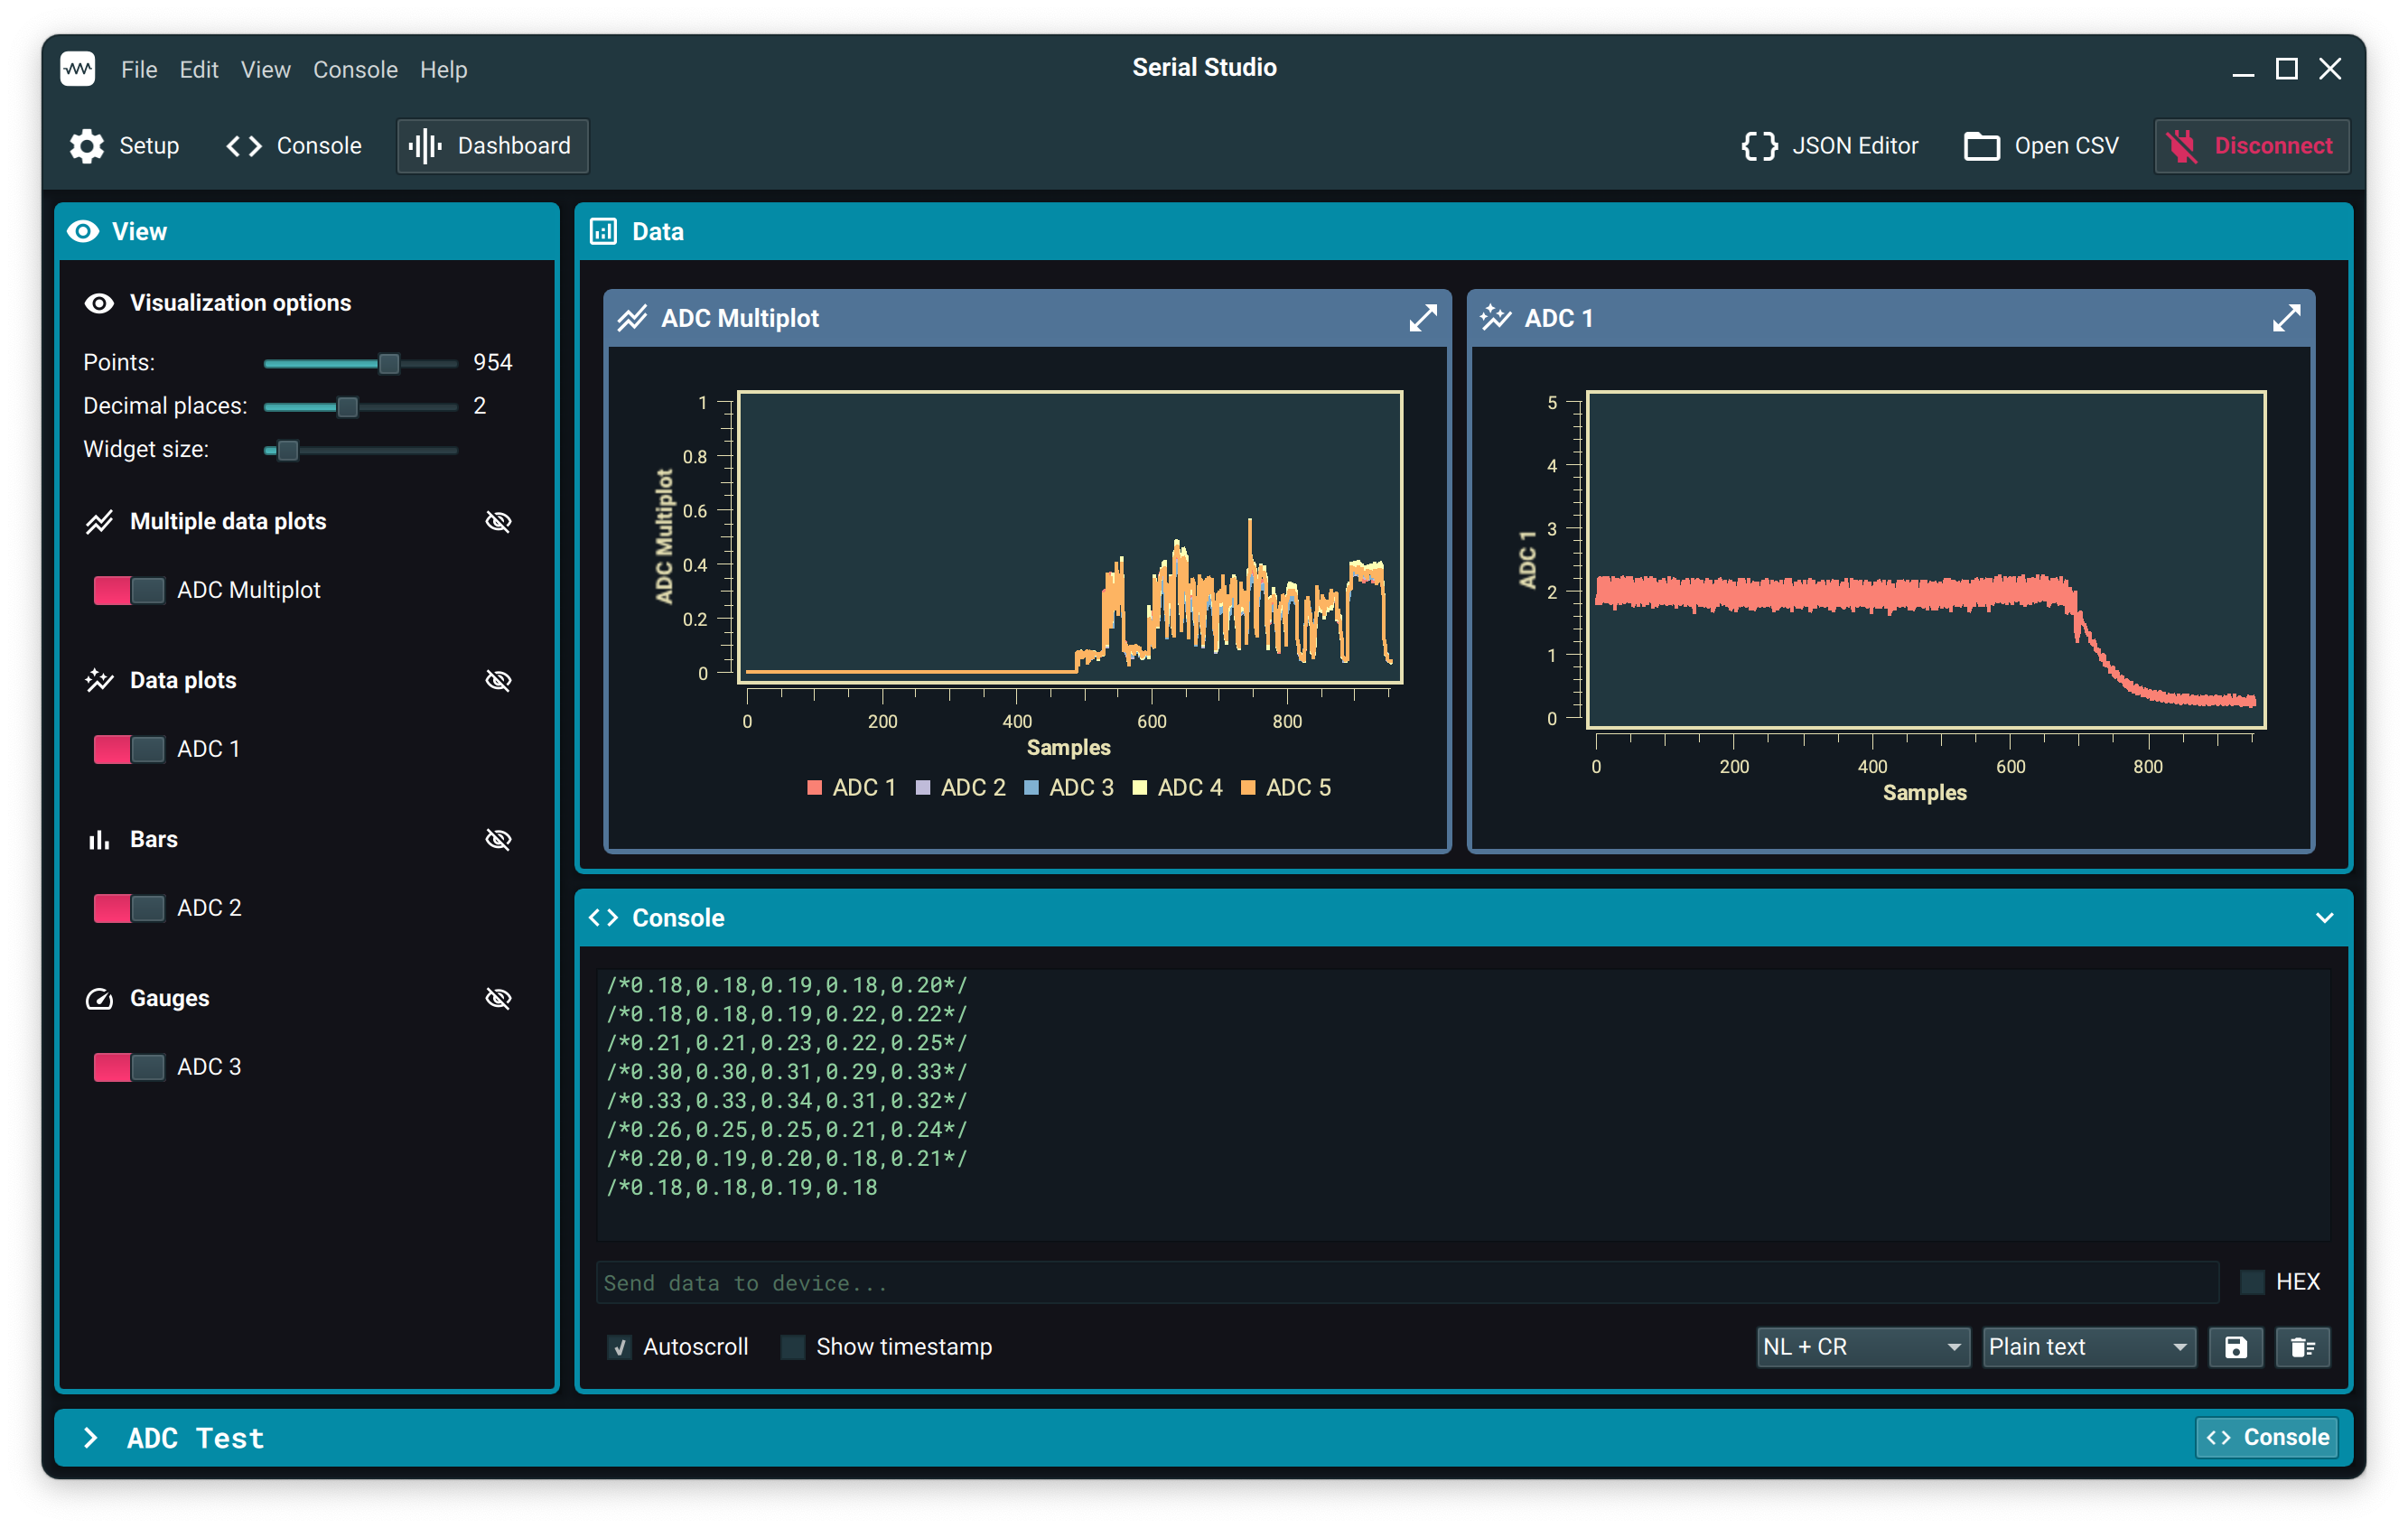 File Edit View Console Help
Serial Studio
Setup Console Dashboard
JSON Editor Open CSV Disconnect
View
Visualization options
Points: 954
Decimal places: 2
Widget size:
Multiple data plots
ADC Multiplot
Data plots
ADC 1
Bars
ADC 2
Gauges
ADC 3
Data
ADC Multiplot
1
0.8
0.6
0.4
0.2
0
ADC Multiplot
0 200 400 600 800
Samples
ADC 1 ADC 2 ADC 3 ADC 4 ADC 5
ADC 1
5
4
3
2
1
0
ADC 1
0 200 400 600 800
Samples
Console
/*0.18,0.18,0.19,0.18,0.20*/
/*0.18,0.18,0.19,0.22,0.22*/
/*0.21,0.21,0.23,0.22,0.25*/
/*0.30,0.30,0.31,0.29,0.33*/
/*0.33,0.33,0.34,0.31,0.32*/
/*0.26,0.25,0.25,0.21,0.24*/
/*0.20,0.19,0.20,0.18,0.21*/
/*0.18,0.18,0.19,0.18
Send data to device...
HEX
Autoscroll Show timestamp
NL + CR Plain text
ADC Test
Console